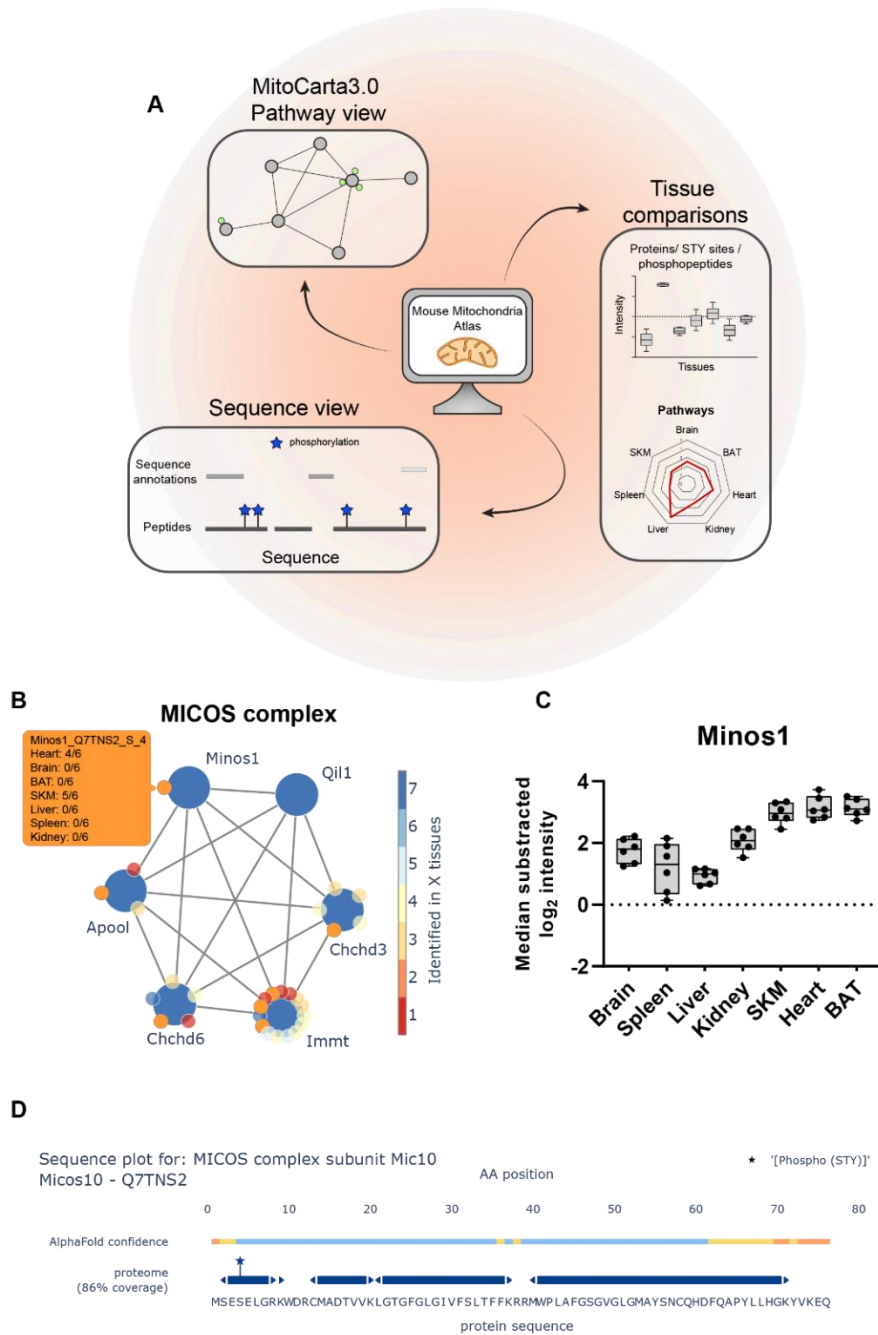 A
MitoCarta3.0
Pathway view
Tissue
comparisons
Proteins/ STY sites /
phosphopeptides
Intensity
Tissues
Mouse Mitochondria
Atlas
Pathways
Brain
SKM
BAT
Spleen
Heart
Liver
Kidney
Sequence view
phosphorylation
Sequence
annotations
Peptides
Sequence
B
MICOS complex
Minos1_Q7TNS2_S_4
Heart: 4/6
Brain: 0/6
BAT: 0/6
SKM: 5/6
Liver: 0/6
Spleen: 0/6
Kidney: 0/6
Minos1
Qil1
Apool
Chchd3
Chchd6
Immt
7
6
5
4
3
2
1
Identified in X tissues
C
Minos1
Median substracted
log2 intensity
4
2
0
-2
Brain
Spleen
Liver
Kidney
SKM
Heart
BAT
D
Sequence plot for: MICOS complex subunit Mic10
Micos10 - Q7TNS2
AA position
★ '[Phospho (STY)]'
0 10 20 30 40 50 60 70 80
AlphaFold confidence
proteome
(86% coverage)
MSESELGRKWDRCMADTVVKLGTGFGLGIVFSLTFFKRRMWPLAFGSGVGLGMAYSNCQHDFQAPYLLHGKYVKEQ
protein sequence